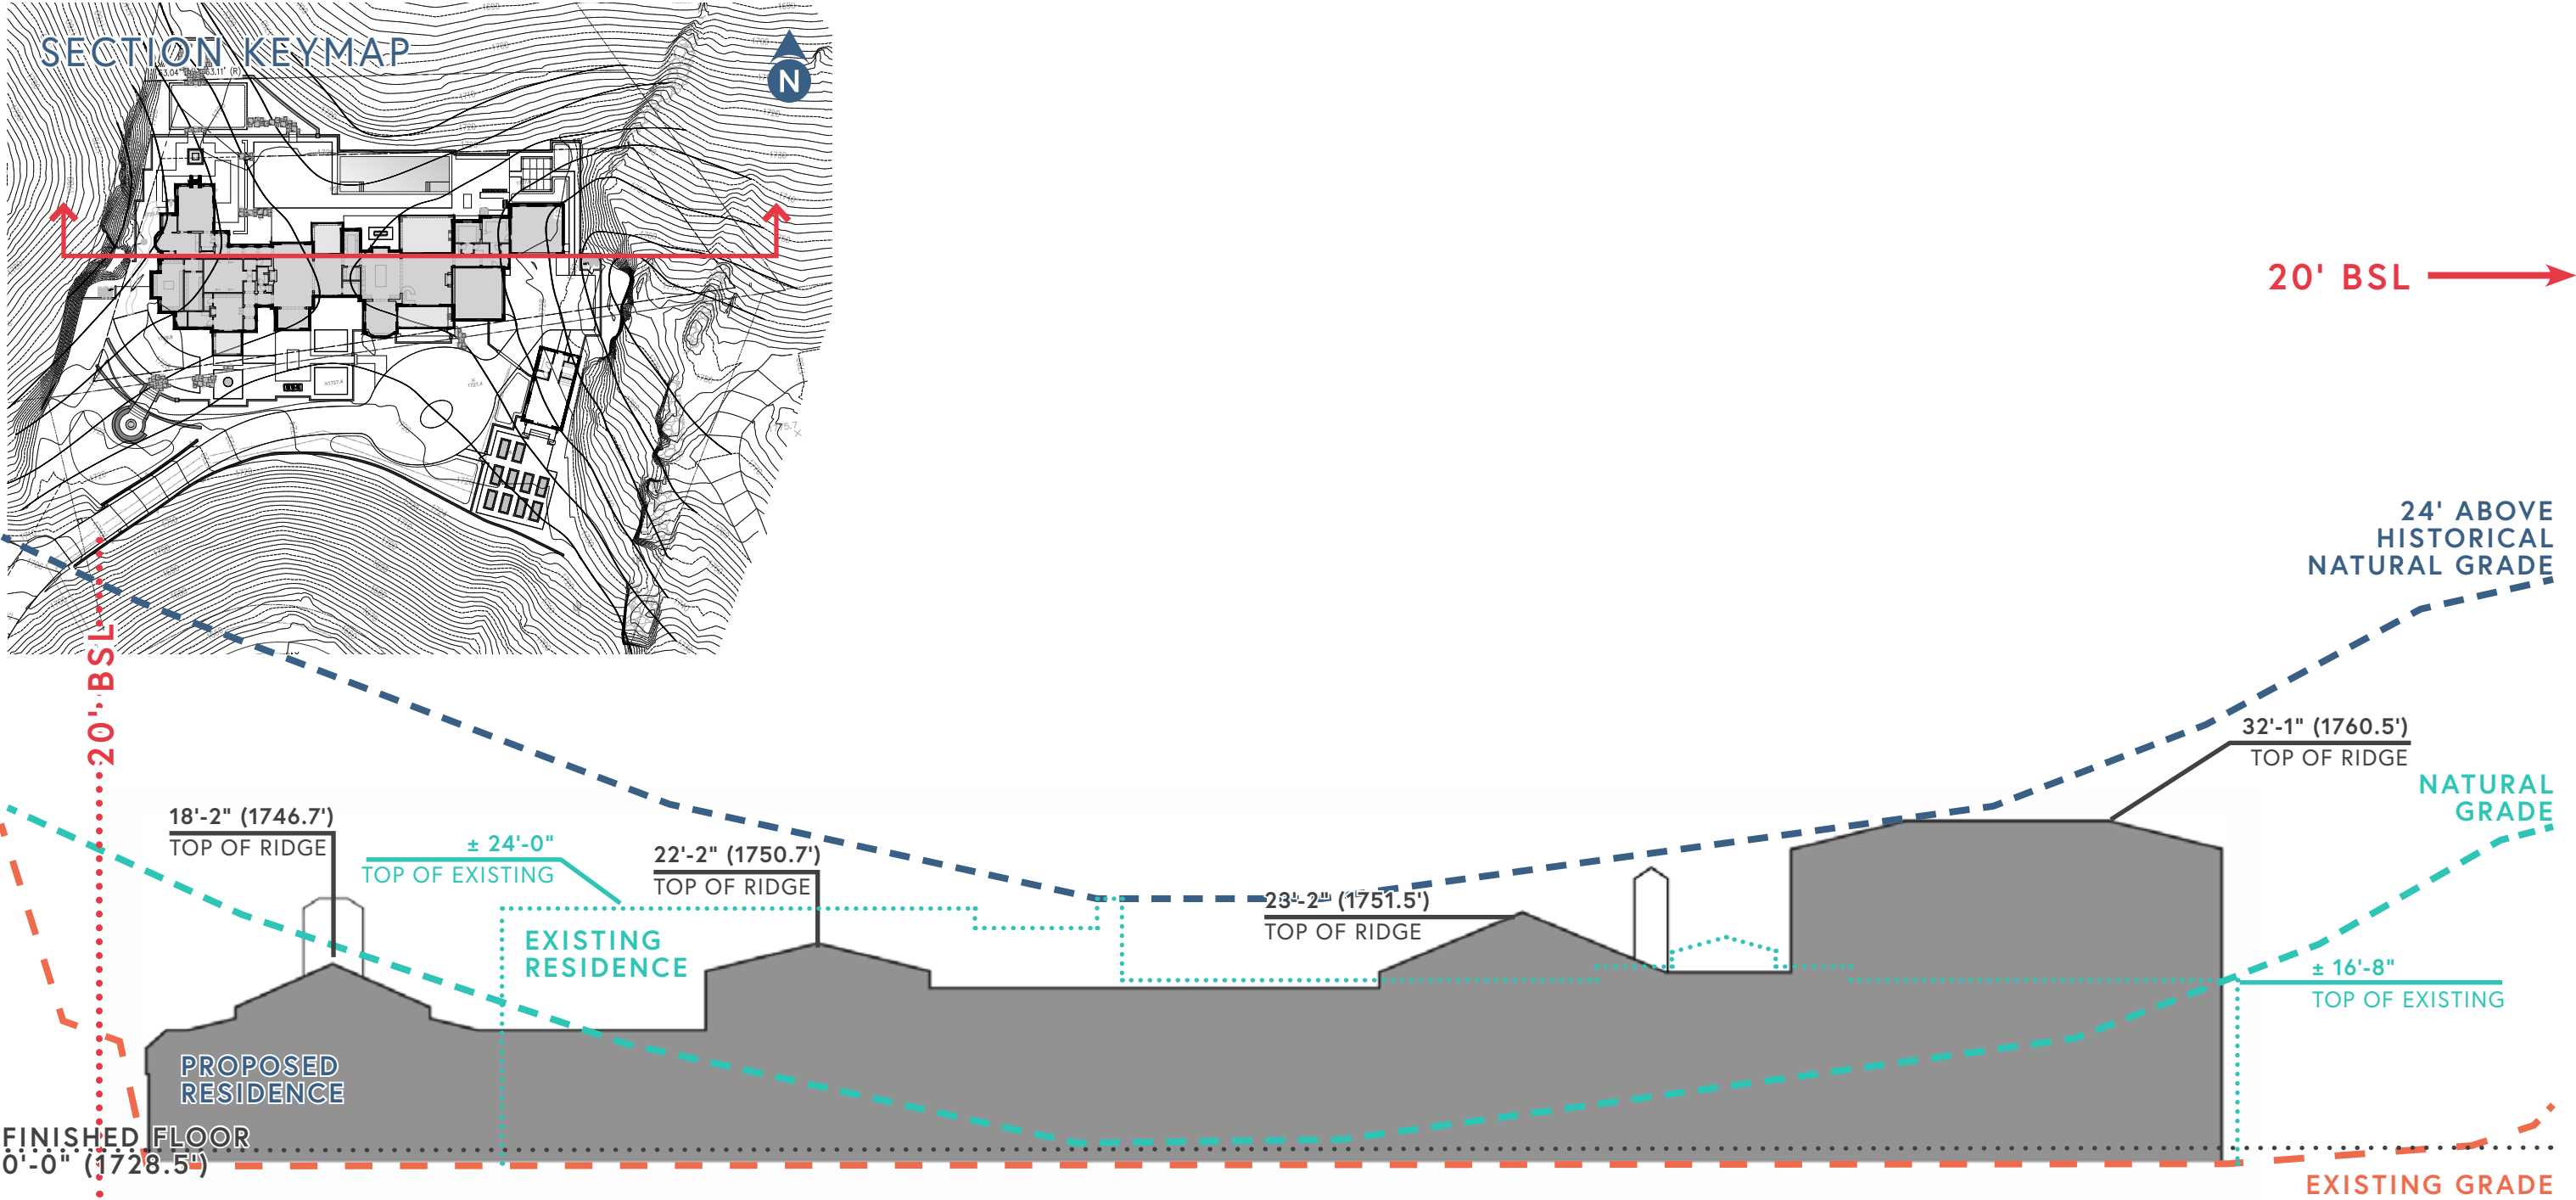 SECTION KEYMAP
N
63.11' (R)
20' BSL
24' ABOVE
HISTORICAL
NATURAL GRADE
20' BSL
32'-1" (1760.5')
TOP OF RIDGE
NATURAL
GRADE
18'-2" (1746.7')
TOP OF RIDGE
± 24'-0"
TOP OF EXISTING
22'-2" (1750.7')
TOP OF RIDGE
23'-2" (1751.5')
TOP OF RIDGE
EXISTING
RESIDENCE
± 16'-8"
TOP OF EXISTING
PROPOSED
RESIDENCE
FINISHED FLOOR
0'-0" (1728.5')
EXISTING GRADE